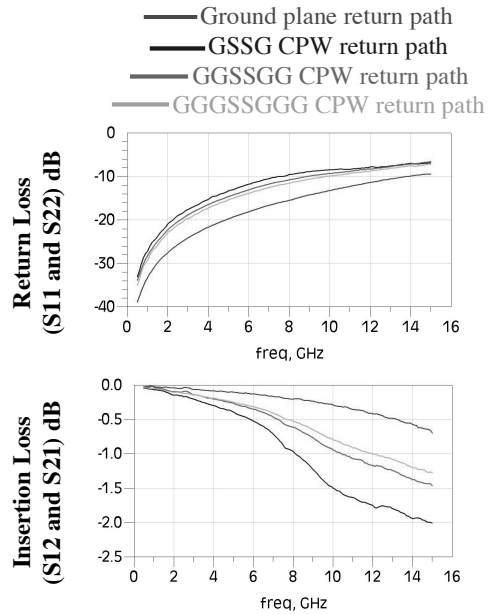 Ground plane return path
GSSG CPW return path
GGSSGG CPW return path
GGGSSGGG CPW return path
Return Loss
(S11 and S22) dB
0
-10
-20
-30
-40
0 2 4 6 8 10 12 14 16
freq, GHz
Insertion Loss
(S12 and S21) dB
0.0
-0.5
-1.0
-1.5
-2.0
-2.5
0 2 4 6 8 10 12 14 16
freq, GHz